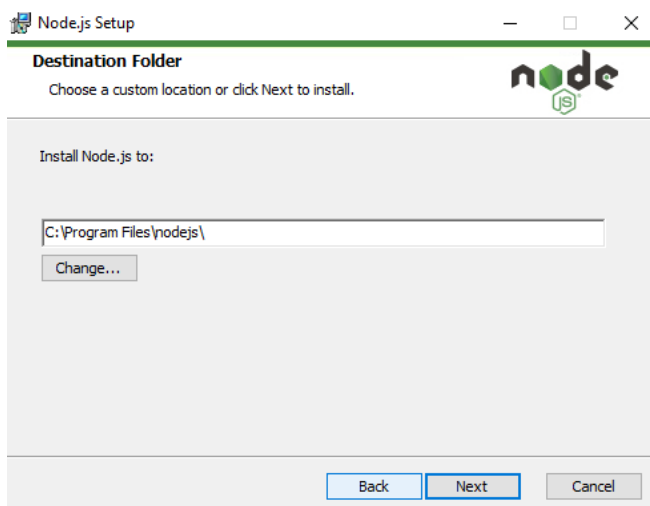 Node.js Setup
Destination Folder
Choose a custom location or click Next to install.
node
JS
Install Node.js to:
C:\Program Files\nodejs\
Change...
Back Next Cancel